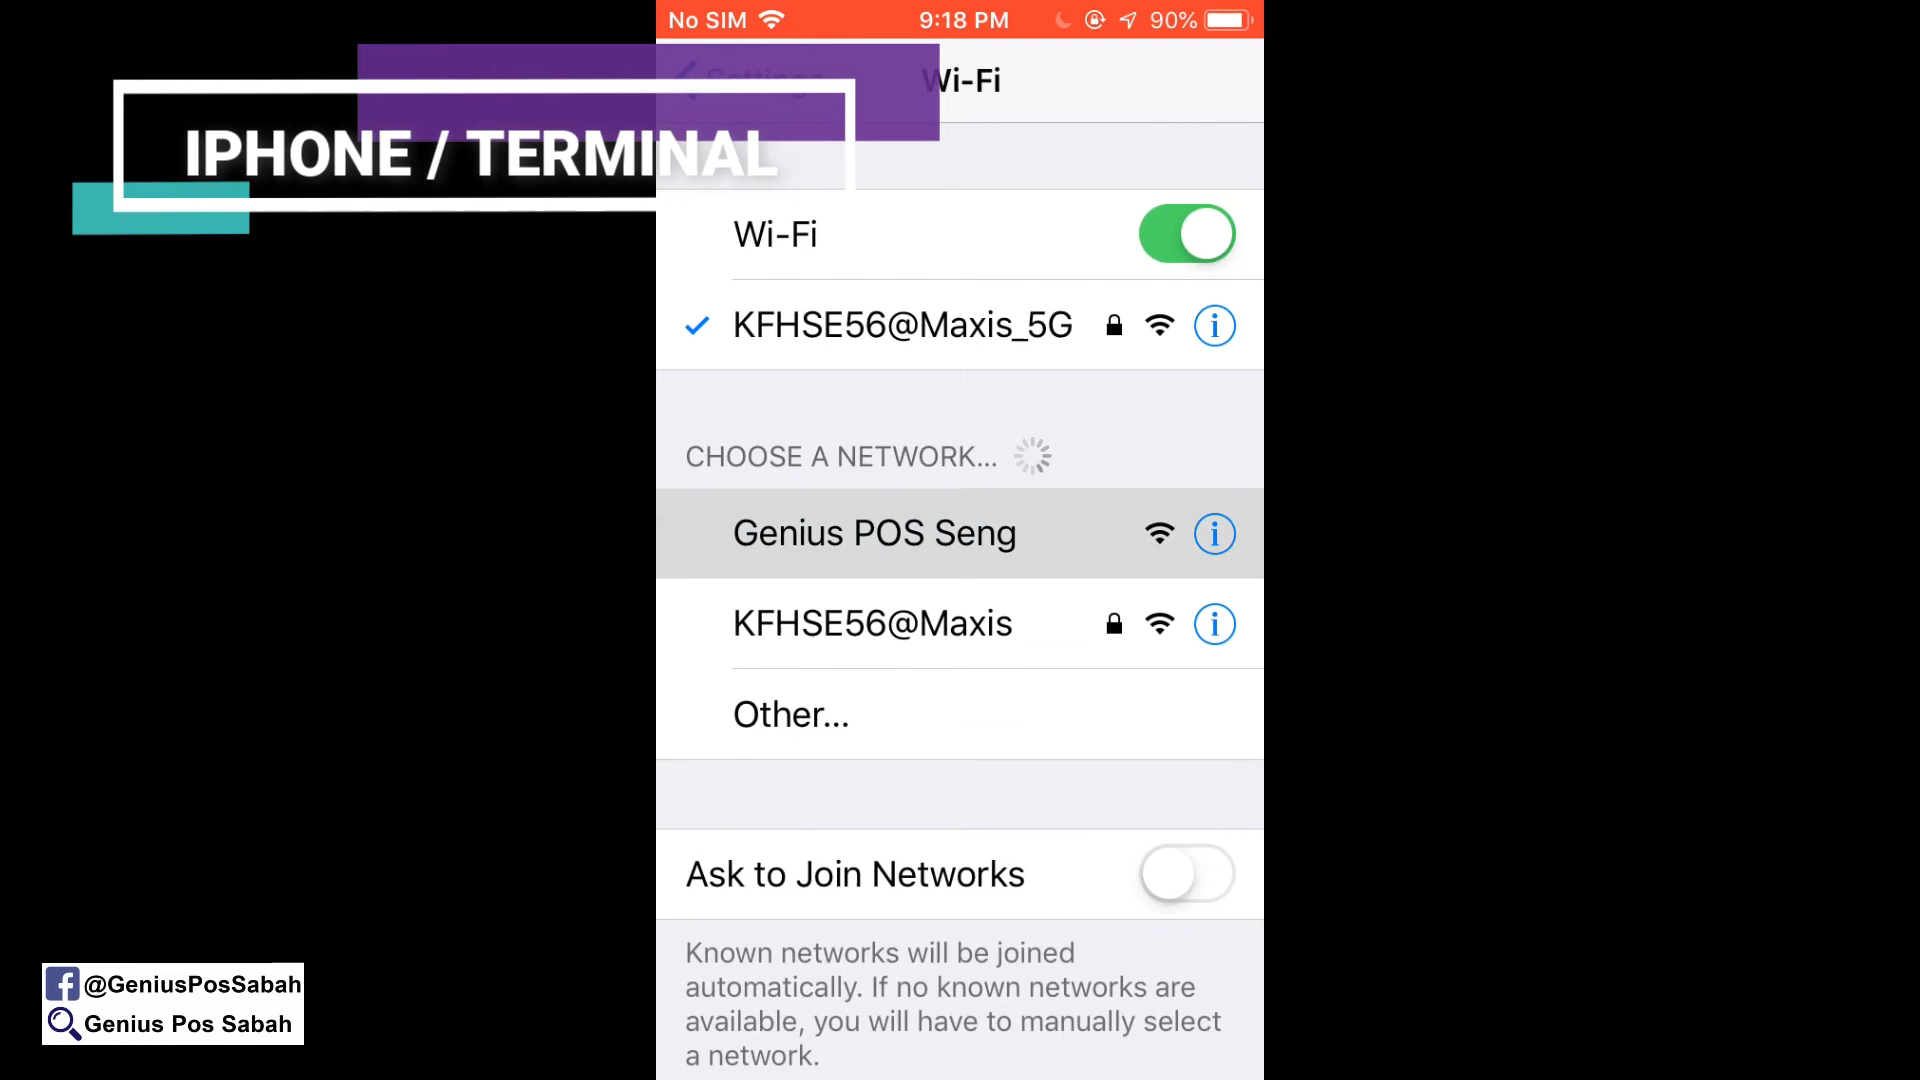 No SIM 9:18 PM 90%
Settings Wi-Fi
IPHONE / TERMINAL
Wi-Fi
KFHSE56@Maxis_5G
CHOOSE A NETWORK...
Genius POS Seng
KFHSE56@Maxis
Other...
Ask to Join Networks
Known networks will be joined
automatically. If no known networks are
available, you will have to manually select
a network.
@GeniusPosSabah
Genius Pos Sabah